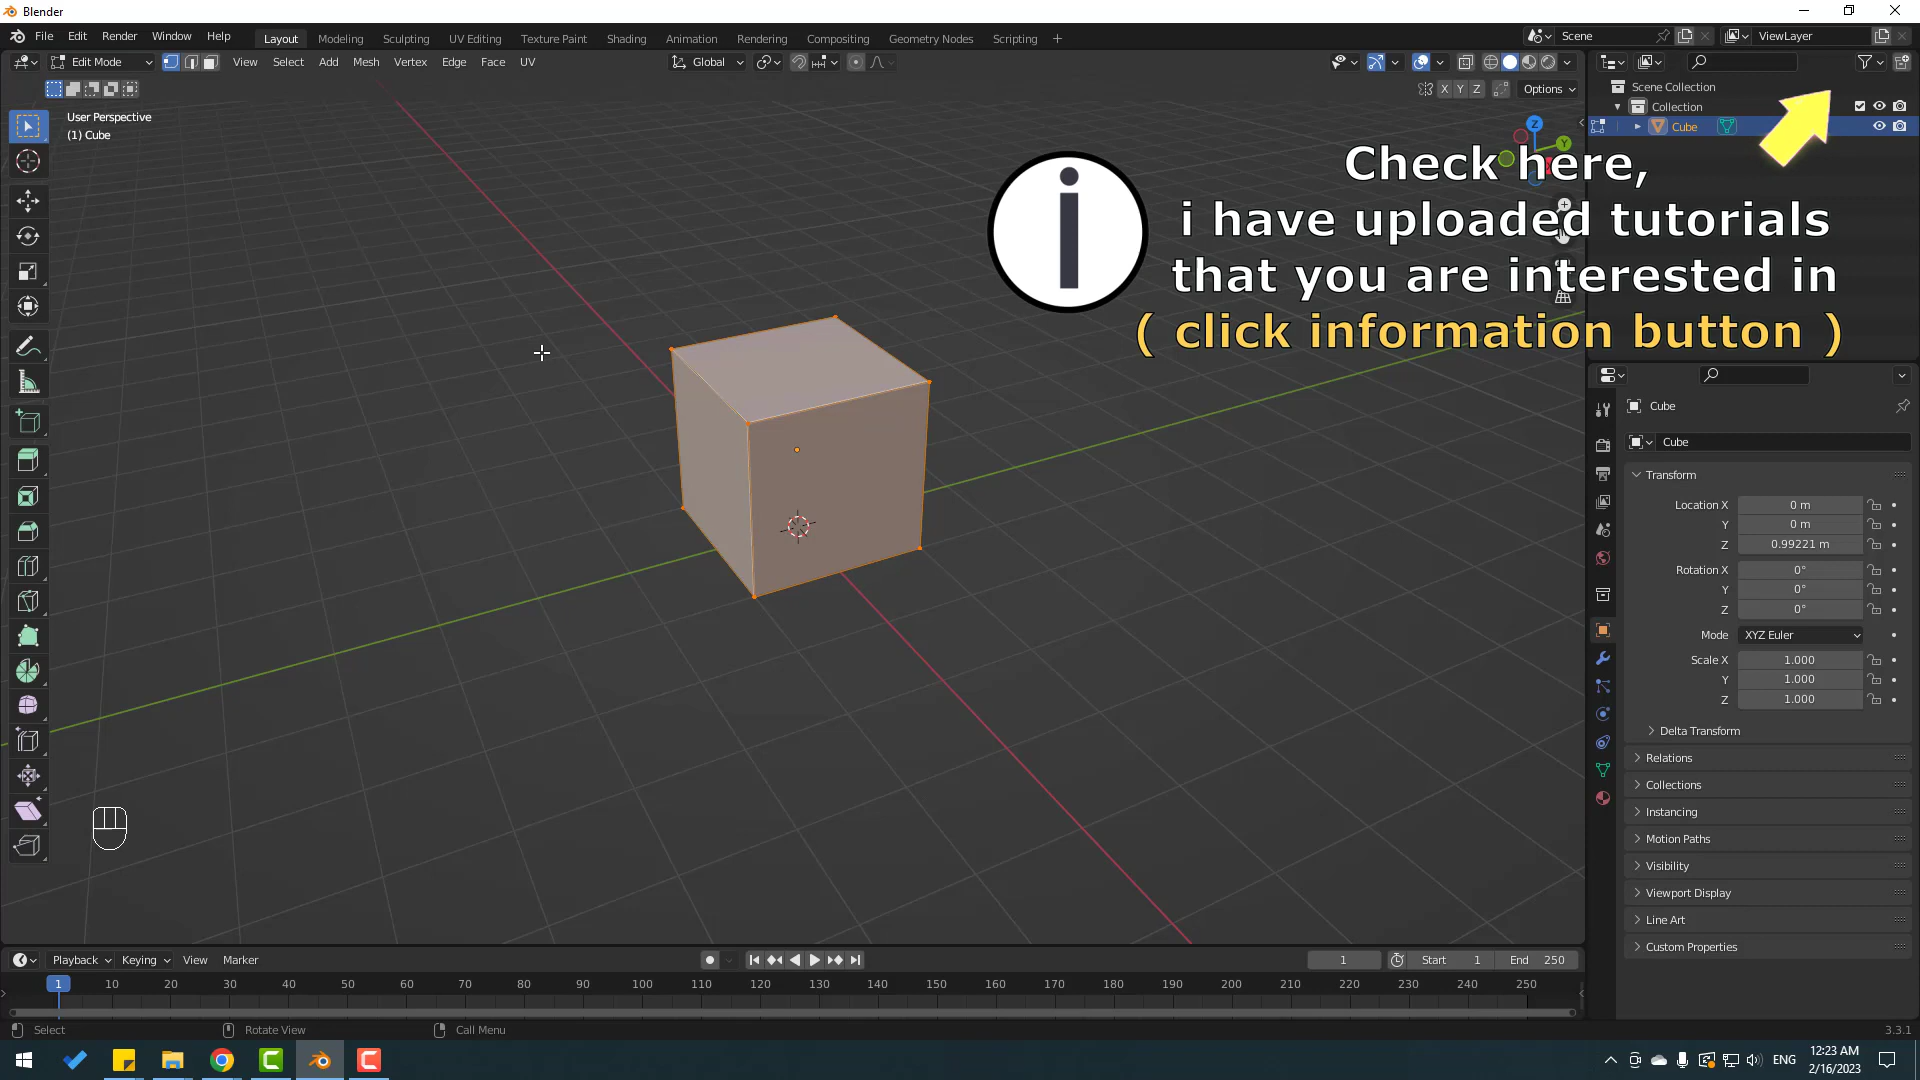 Blender
File Edit Render Window Help
Layout Modeling Sculpting UV Editing Texture Paint Shading Animation Rendering Compositing Geometry Nodes Scripting +
Scene
ViewLayer
Edit Mode
View Select Add Mesh Vertex Edge Face UV
Global
X Y Z
Options
User Perspective
(1) Cube
Z
Y
Scene Collection
Collection
Cube
Check here,
i have uploaded tutorials
that you are interested in
( click information button )
Cube
Cube
Transform
Location X 0 m
Y 0 m
Z 0.99221 m
Rotation X 0°
Y 0°
Z 0°
Mode XYZ Euler
Scale X 1.000
Y 1.000
Z 1.000
Delta Transform
Relations
Collections
Instancing
Motion Paths
Visibility
Viewport Display
Line Art
Custom Properties
Playback Keying View Marker
1
Start 1 End 250
1 10 20 30 40 50 60 70 80 90 100 110 120 130 140 150 160 170 180 190 200 210 220 230 240 250
Select Rotate View Call Menu
3.3.1
ENG
12:23 AM
2/16/2023